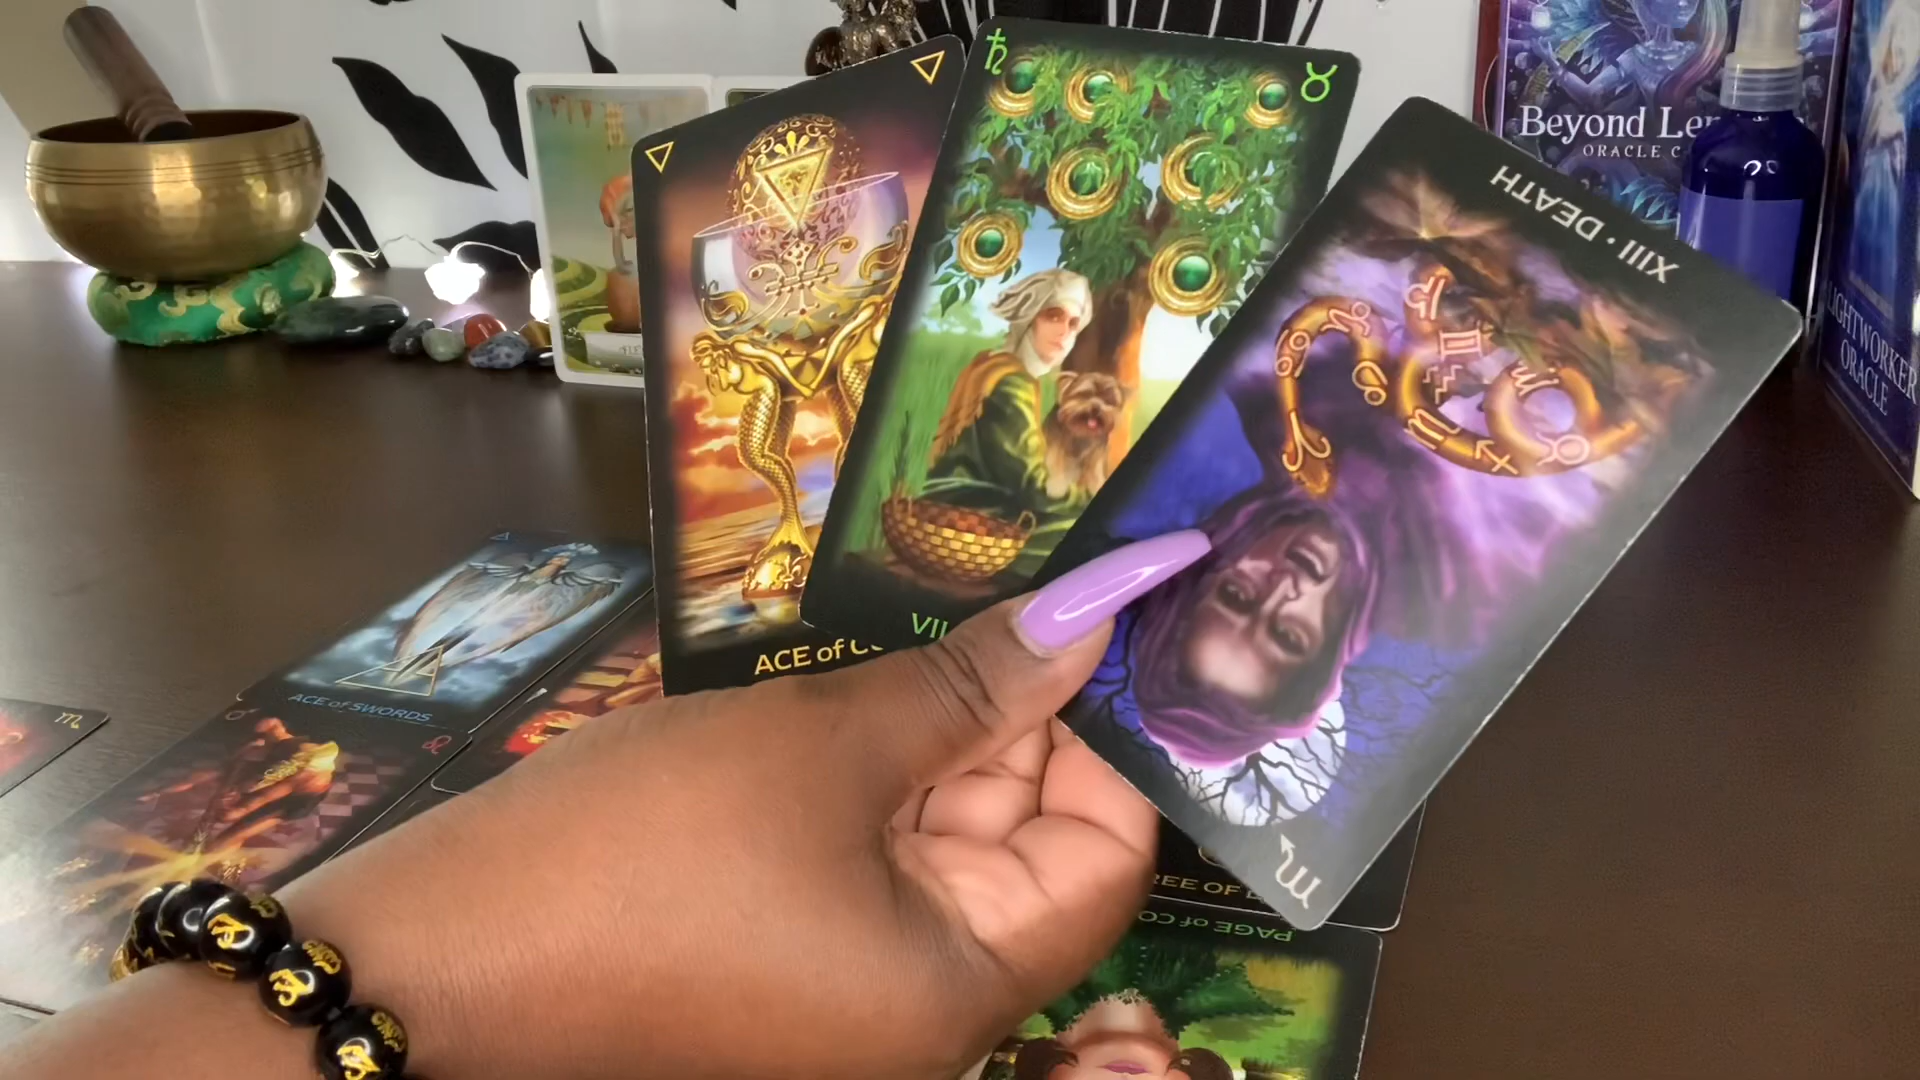 Beyond Le
ORACLE C
LIGHTWORKER
ORACLE
XIII · DEATH
VII
ACE of C
ACE of SWORDS
REE OF
PAGE of CO